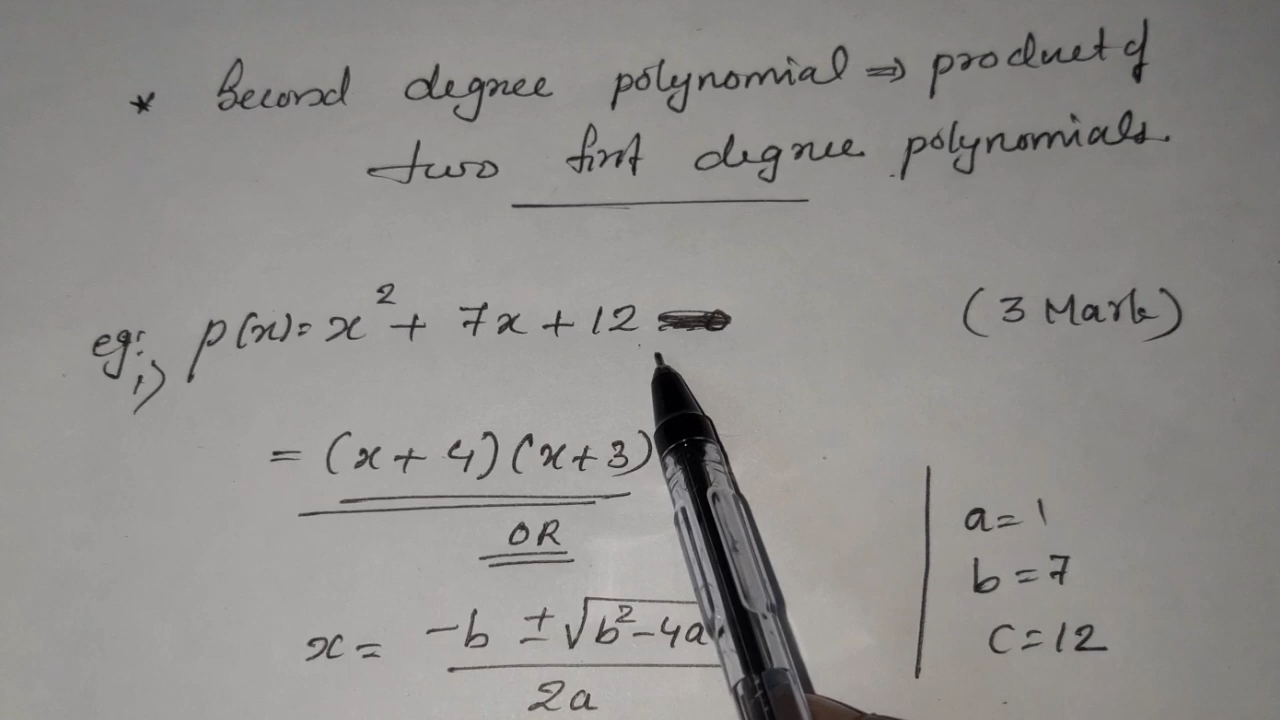 * Second degree polynomial ⇒ product of
two first degree polynomials.
eg:, 1) p(x) = x² + 7x + 12 (3 Mark)
= (x + 4) (x + 3)
OR
a = 1
b = 7
x = -b ± √b² - 4a
2a
c = 12